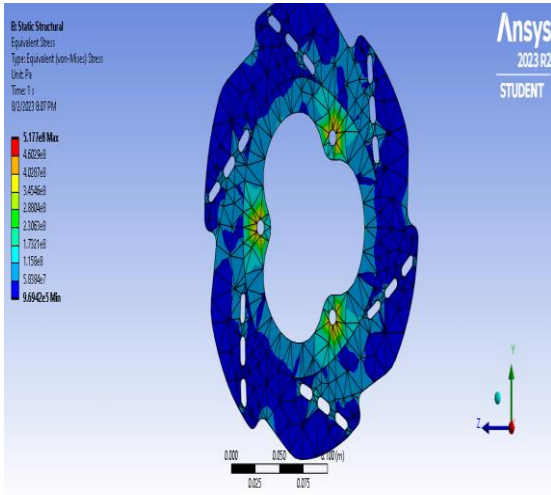 B: Static Structural
Equivalent Stress
Type: Equivalent (von-Mises) Stress
Unit: Pa
Time: 1 s
8/2/2023 8:07 PM
5.177e8 Max
4.6029e8
4.0287e8
3.4546e8
2.8804e8
2.3063e8
1.7321e8
1.158e8
5.8384e7
9.6942e5 Min
Ansys
2023 R2
STUDENT
Y
Z
0.000
0.050
0.100 (m)
0.025
0.075